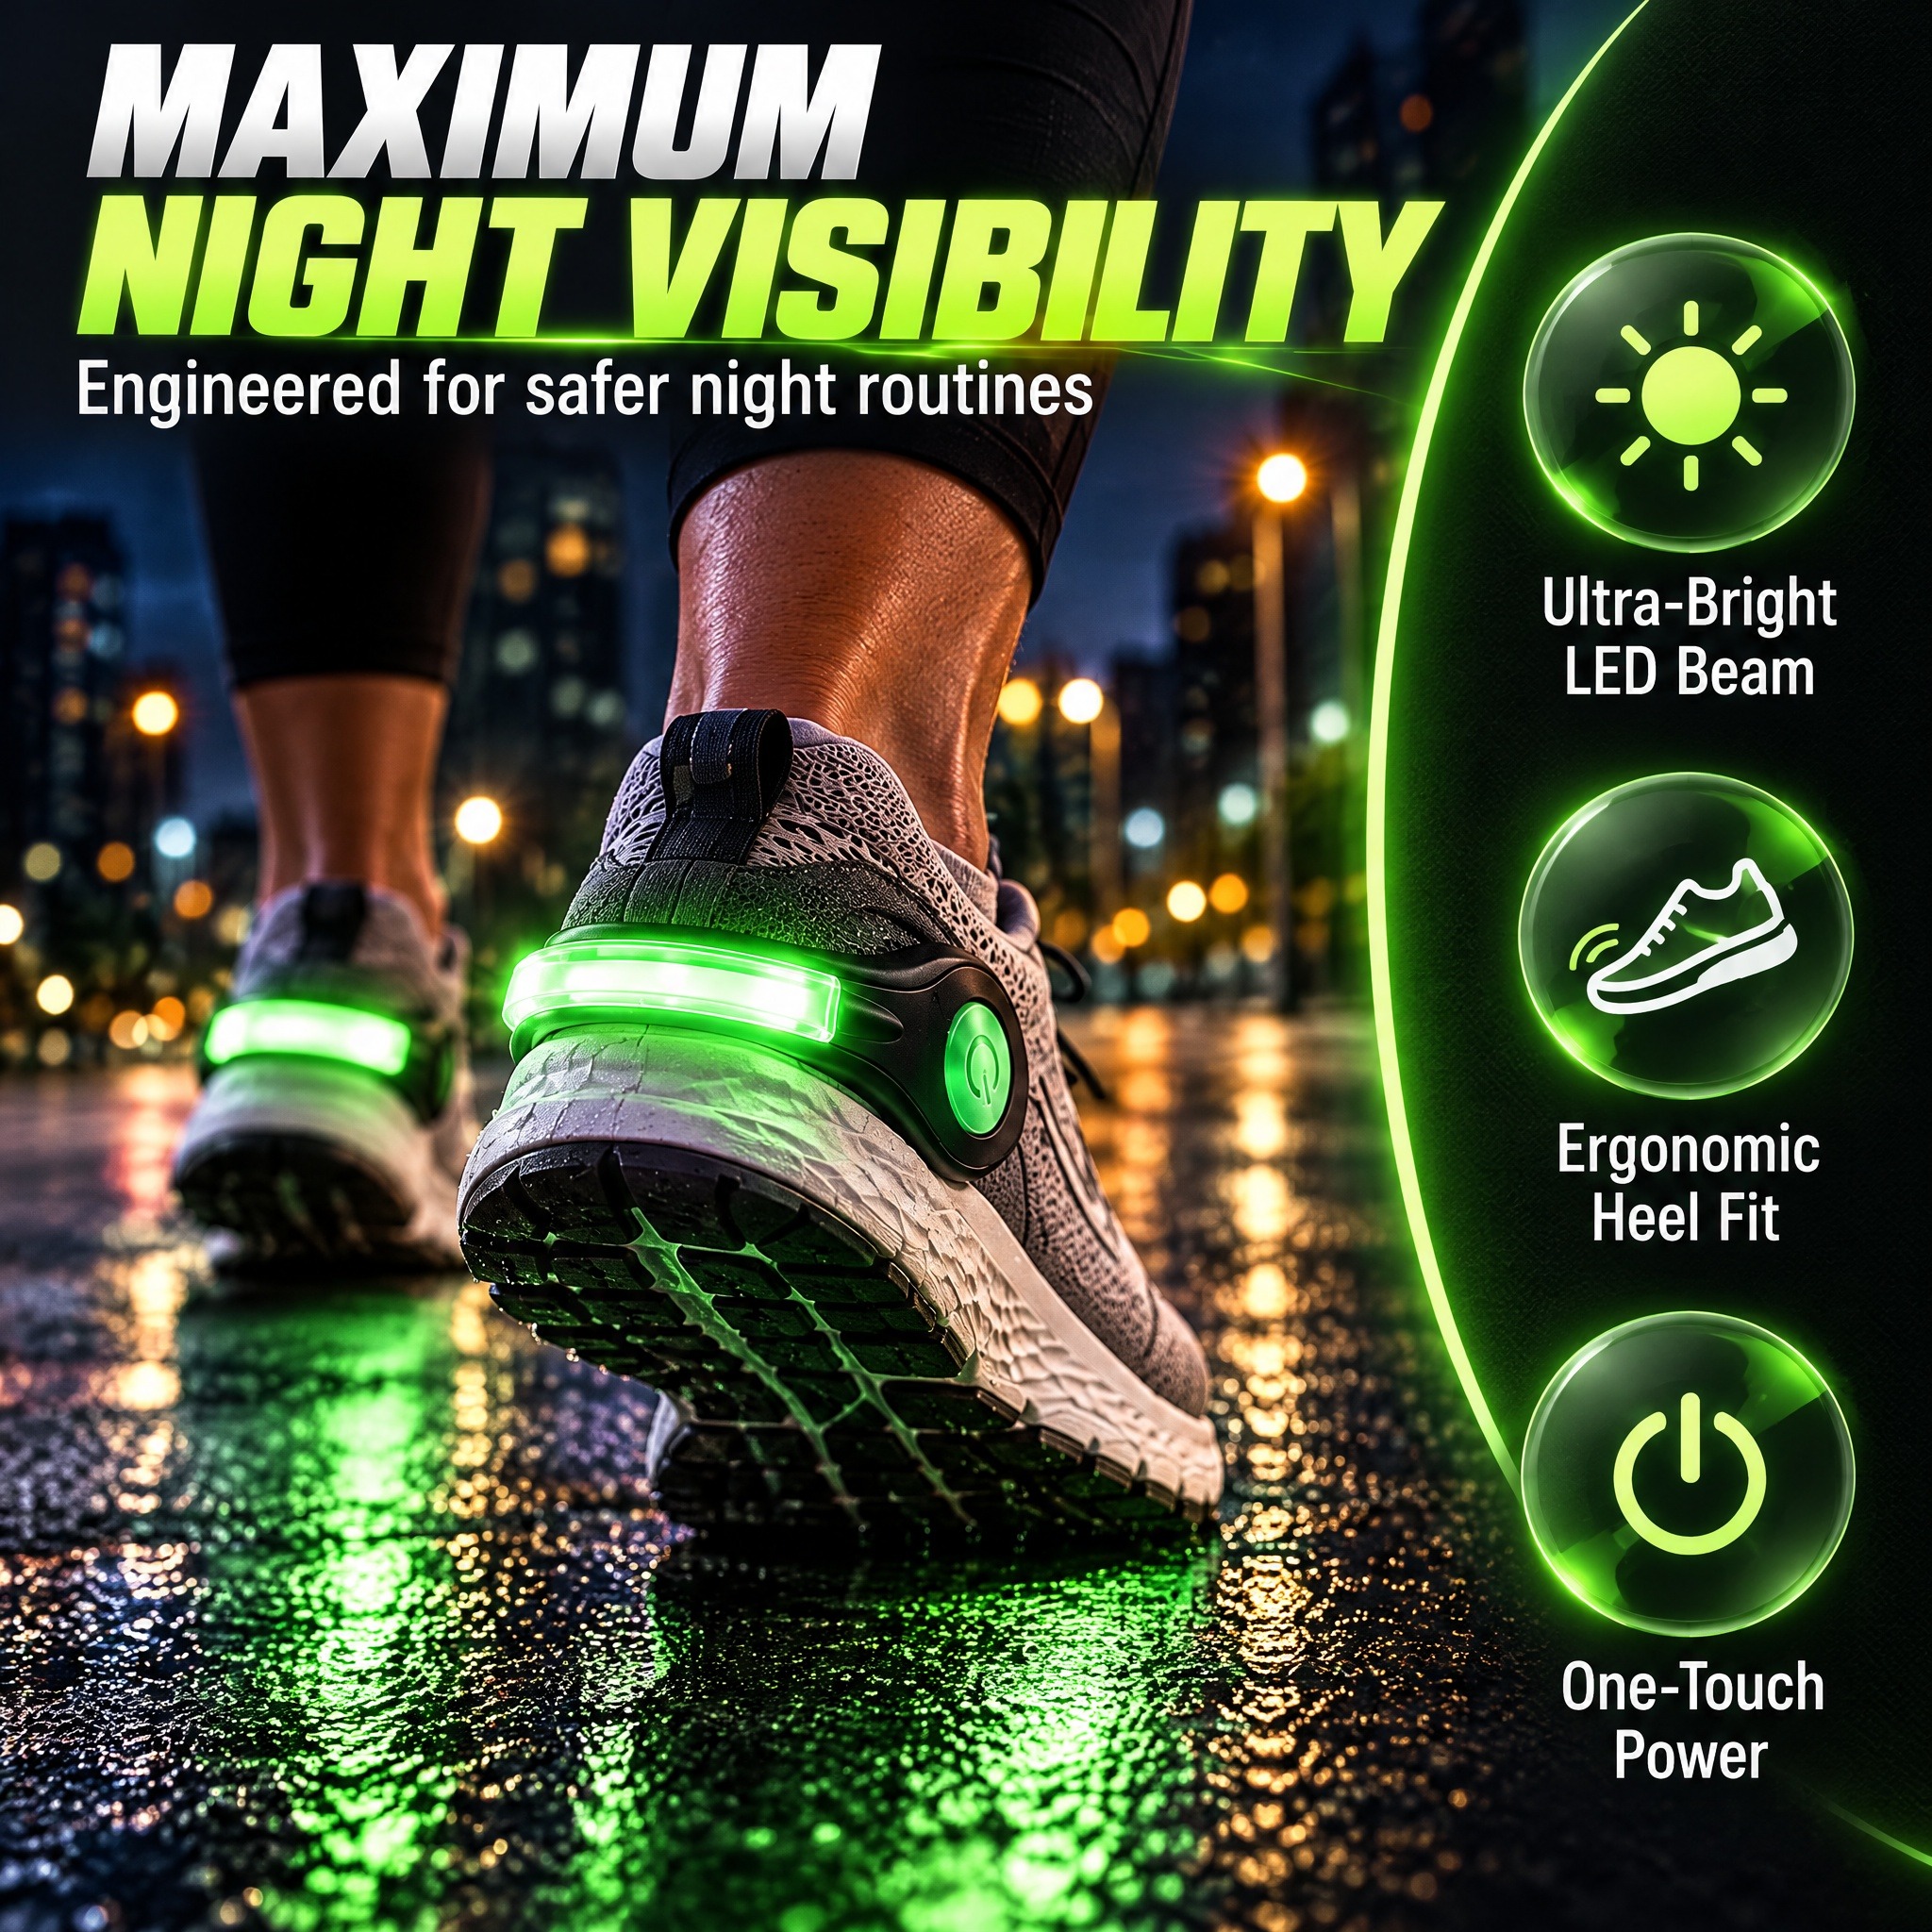 MAXIMUM
NIGHT VISIBILITY
Engineered for safer night routines
Ultra-Bright
LED Beam
Ergonomic
Heel Fit
One-Touch
Power